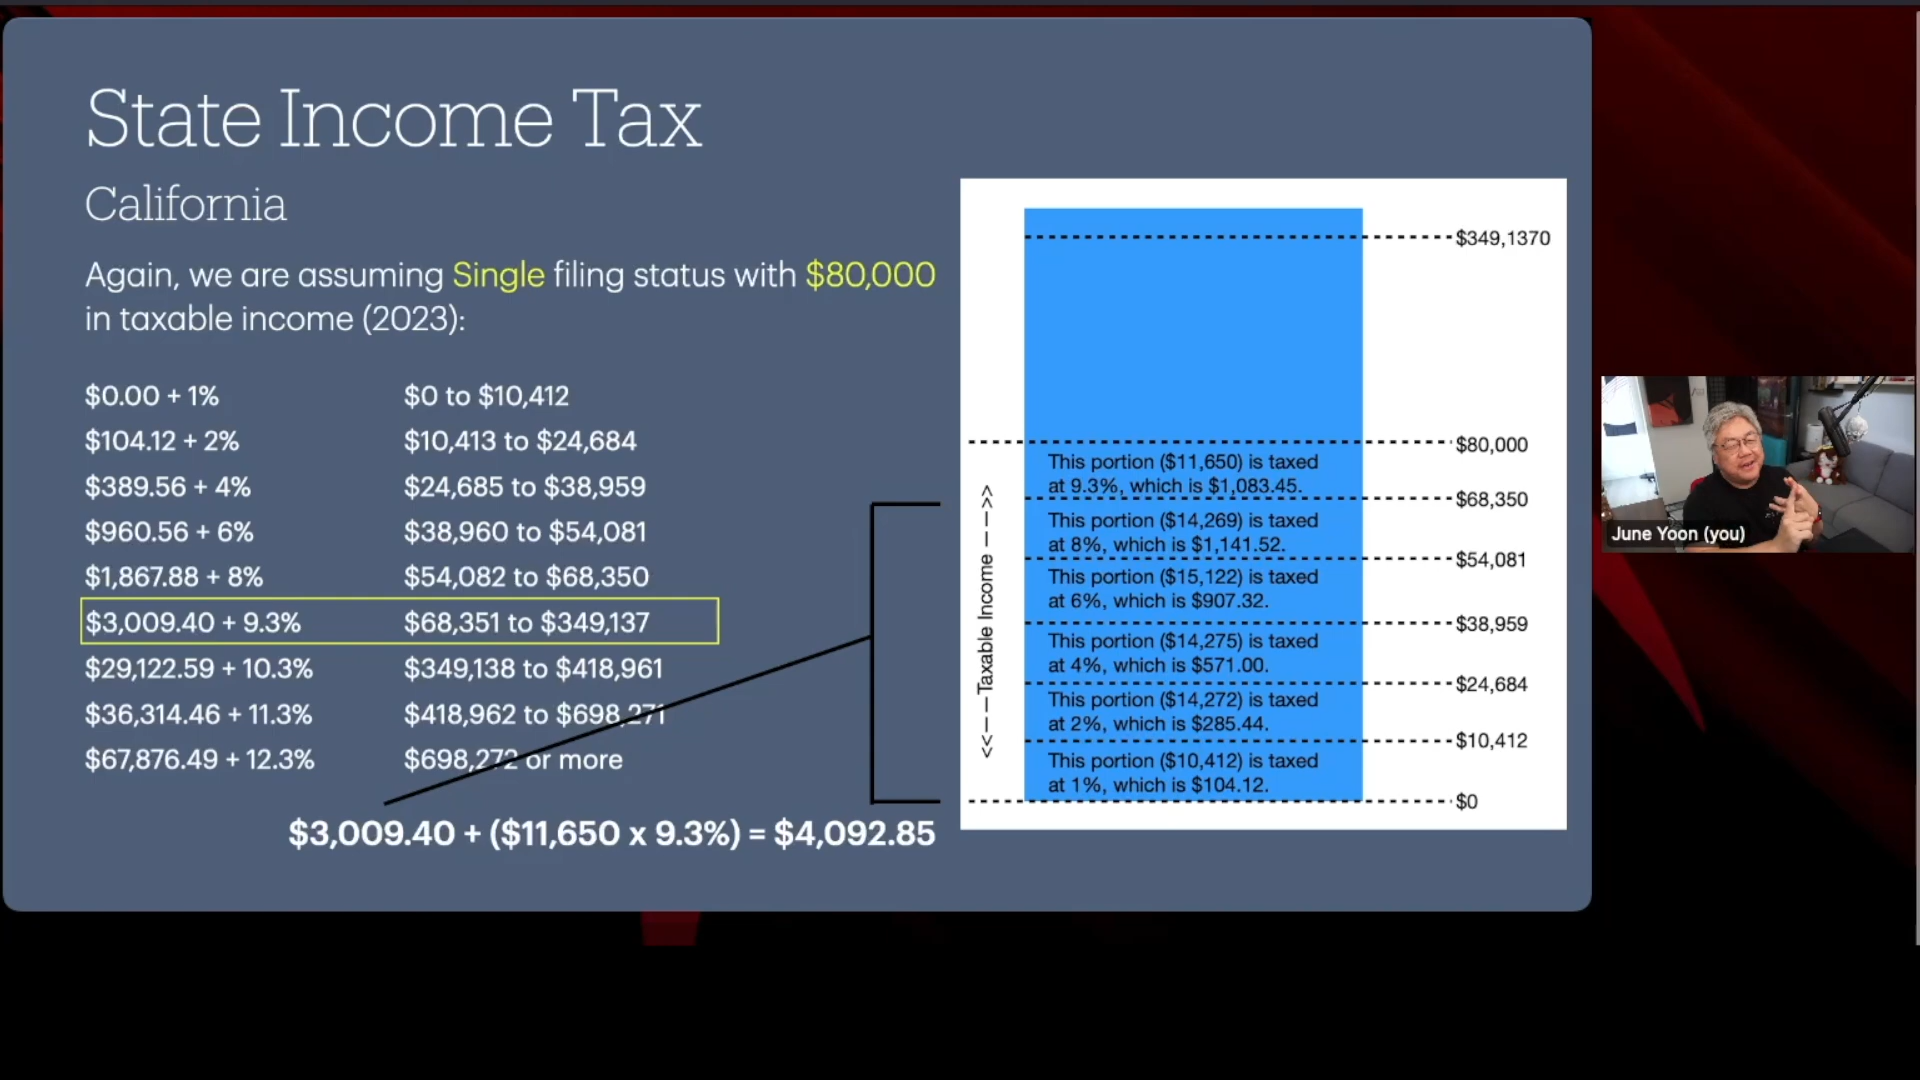 State Income Tax
California
Again, we are assuming Single filing status with $80,000
in taxable income (2023):
$0.00 + 1% $0 to $10,412
$104.12 + 2% $10,413 to $24,684
$389.56 + 4% $24,685 to $38,959
$960.56 + 6% $38,960 to $54,081
$1,867.88 + 8% $54,082 to $68,350
$3,009.40 + 9.3% $68,351 to $349,137
$29,122.59 + 10.3% $349,138 to $418,961
$36,314.46 + 11.3% $418,962 to $698,271
$67,876.49 + 12.3% $698,272 or more
$3,009.40 + ($11,650 x 9.3%) = $4,092.85
<<—— Taxable Income ——>>
$349,1370
$80,000
This portion ($11,650) is taxed
at 9.3%, which is $1,083.45.
$68,350
This portion ($14,269) is taxed
at 8%, which is $1,141.52.
$54,081
This portion ($15,122) is taxed
at 6%, which is $907.32.
$38,959
This portion ($14,275) is taxed
at 4%, which is $571.00.
$24,684
This portion ($14,272) is taxed
at 2%, which is $285.44.
$10,412
This portion ($10,412) is taxed
at 1%, which is $104.12.
$0
June Yoon (you)